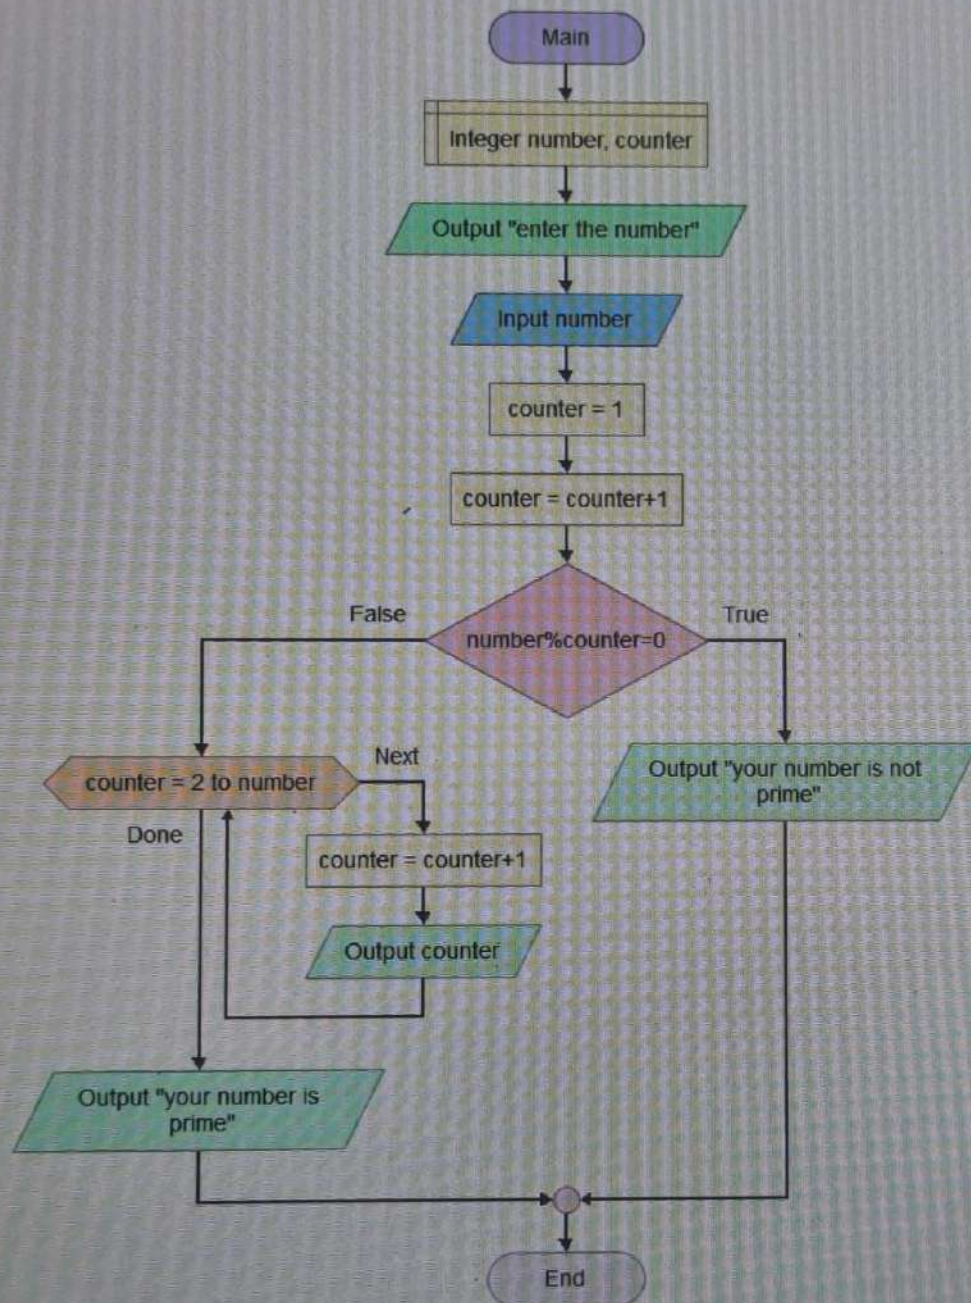 Main
Integer number, counter
Output "enter the number"
Input number
counter = 1
counter = counter+1
False
True
number%counter=0
Next
counter = 2 to number
Output "your number is not
prime"
Done
counter = counter+1
Output counter
Output "your number is
prime"
End